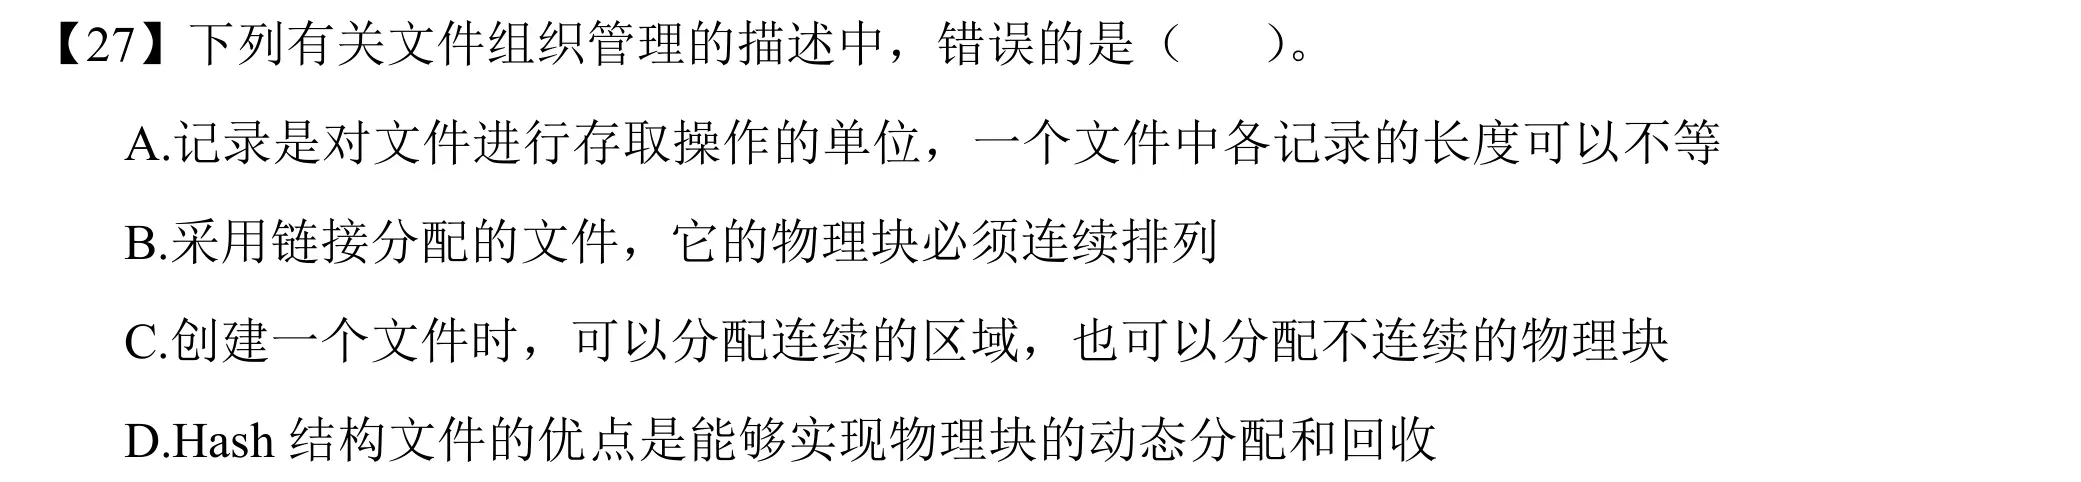 【27】下列有关文件组织管理的描述中，错误的是（　　）。
A.记录是对文件进行存取操作的单位，一个文件中各记录的长度可以不等
B.采用链接分配的文件，它的物理块必须连续排列
C.创建一个文件时，可以分配连续的区域，也可以分配不连续的物理块
D.Hash 结构文件的优点是能够实现物理块的动态分配和回收